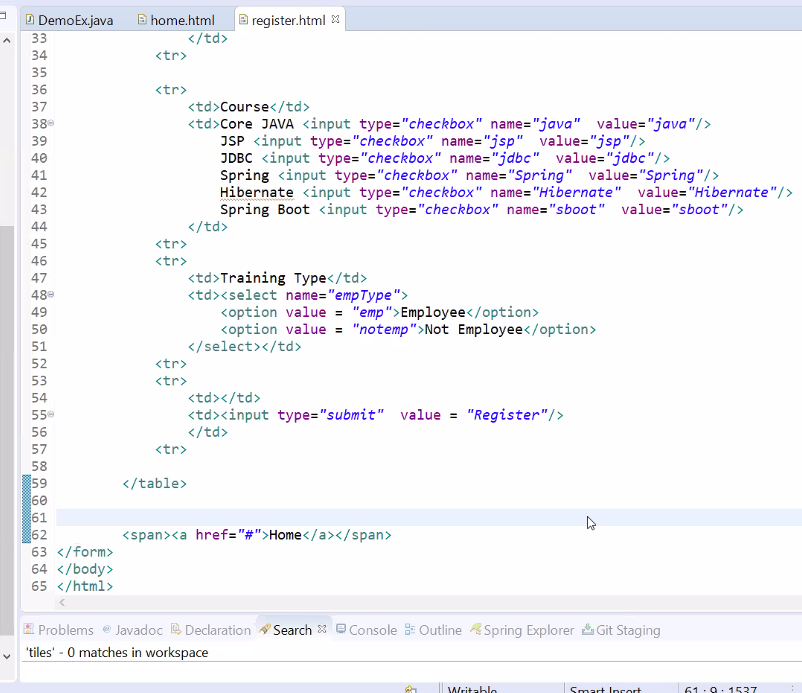 DemoEx.java home.html register.html
33 </td>
34 <tr>
35
36 <tr>
37 <td>Course</td>
38 <td>Core JAVA <input type="checkbox" name="java"  value="java"/>
39 JSP <input type="checkbox" name="jsp"  value="jsp"/>
40 JDBC <input type="checkbox" name="jdbc"  value="jdbc"/>
41 Spring <input type="checkbox" name="Spring"  value="Spring"/>
42 Hibernate <input type="checkbox" name="Hibernate"  value="Hibernate"/>
43 Spring Boot <input type="checkbox" name="sboot"  value="sboot"/>
44 </td>
45 <tr>
46 <tr>
47 <td>Training Type</td>
48 <td><select name="empType">
49 <option value = "emp">Employee</option>
50 <option value = "notemp">Not Employee</option>
51 </select></td>
52 <tr>
53 <tr>
54 <td></td>
55 <td><input type="submit"  value = "Register"/>
56 </td>
57 <tr>
58
59 </table>
60
61
62 <span><a href="#">Home</a></span>
63 </form>
64 </body>
65 </html>
Problems Javadoc Declaration Search Console Outline Spring Explorer Git Staging
'tiles' - 0 matches in workspace
Writable Smart Insert 61 : 9 : 1537